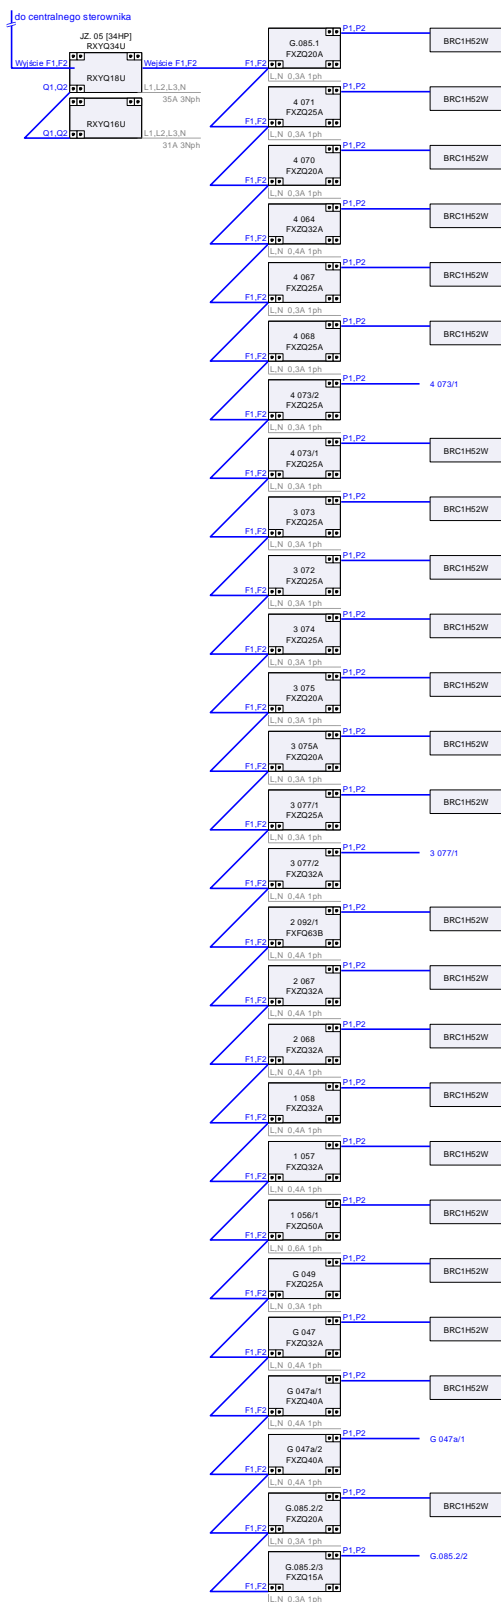 do centralnego sterownika
JZ. 05 [34HP]
RXYQ34U
Wyjście F1,F2
Wejście F1,F2
RXYQ18U
Q1,Q2
L1,L2,L3,N
35A 3Nph
RXYQ16U
Q1,Q2
L1,L2,L3,N
31A 3Nph
P1,P2
G.085.1
FXZQ20A
BRC1H52W
F1,F2
L,N 0,3A 1ph
P1,P2
4 071
FXZQ25A
BRC1H52W
F1,F2
L,N 0,3A 1ph
P1,P2
4 070
FXZQ20A
BRC1H52W
F1,F2
L,N 0,3A 1ph
P1,P2
4 064
FXZQ32A
BRC1H52W
F1,F2
L,N 0,4A 1ph
P1,P2
4 067
FXZQ25A
BRC1H52W
F1,F2
L,N 0,3A 1ph
P1,P2
4 068
FXZQ25A
BRC1H52W
F1,F2
L,N 0,3A 1ph
P1,P2
4 073/2
FXZQ25A
4 073/1
F1,F2
L,N 0,3A 1ph
P1,P2
4 073/1
FXZQ25A
BRC1H52W
F1,F2
L,N 0,3A 1ph
P1,P2
3 073
FXZQ25A
BRC1H52W
F1,F2
L,N 0,3A 1ph
P1,P2
3 072
FXZQ25A
BRC1H52W
F1,F2
L,N 0,3A 1ph
P1,P2
3 074
FXZQ25A
BRC1H52W
F1,F2
L,N 0,3A 1ph
P1,P2
3 075
FXZQ20A
BRC1H52W
F1,F2
L,N 0,3A 1ph
P1,P2
3 075A
FXZQ20A
BRC1H52W
F1,F2
L,N 0,3A 1ph
P1,P2
3 077/1
FXZQ25A
BRC1H52W
F1,F2
L,N 0,3A 1ph
P1,P2
3 077/2
FXZQ32A
3 077/1
F1,F2
L,N 0,4A 1ph
P1,P2
2 092/1
FXFQ63B
BRC1H52W
F1,F2
L,N 0,4A 1ph
P1,P2
2 067
FXZQ32A
BRC1H52W
F1,F2
L,N 0,4A 1ph
P1,P2
2 068
FXZQ32A
BRC1H52W
F1,F2
L,N 0,4A 1ph
P1,P2
1 058
FXZQ32A
BRC1H52W
F1,F2
L,N 0,4A 1ph
P1,P2
1 057
FXZQ32A
BRC1H52W
F1,F2
L,N 0,4A 1ph
P1,P2
1 056/1
FXZQ50A
BRC1H52W
F1,F2
L,N 0,6A 1ph
P1,P2
G 049
FXZQ25A
BRC1H52W
F1,F2
L,N 0,3A 1ph
P1,P2
G 047
FXZQ32A
BRC1H52W
F1,F2
L,N 0,4A 1ph
P1,P2
G 047a/1
FXZQ40A
BRC1H52W
F1,F2
L,N 0,4A 1ph
P1,P2
G 047a/2
FXZQ40A
G 047a/1
F1,F2
L,N 0,4A 1ph
P1,P2
G.085.2/2
FXZQ20A
BRC1H52W
F1,F2
L,N 0,3A 1ph
P1,P2
G.085.2/3
FXZQ15A
G.085.2/2
F1,F2
L,N 0,3A 1ph